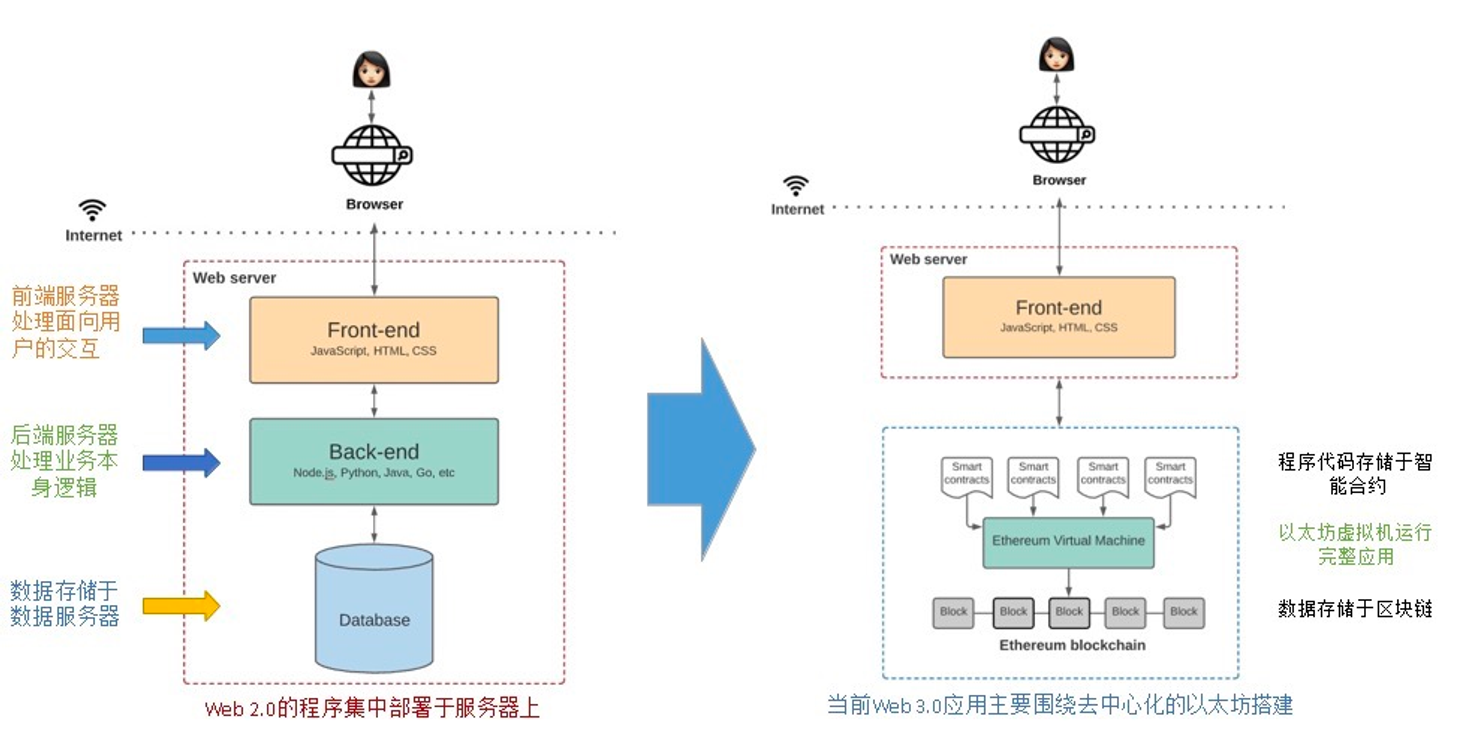 Browser
Internet
Web server
前端服务器
处理面向用
户的交互
Front-end
JavaScript, HTML, CSS
后端服务器
处理业务本
身逻辑
Back-end
Node.js, Python, Java, Go, etc
数据存储于
数据服务器
Database
Web 2.0的程序集中部署于服务器上
Browser
Internet
Web server
Front-end
JavaScript, HTML, CSS
Smart
contracts
Smart
contracts
Smart
contracts
Smart
contracts
程序代码存储于智
能合约
Ethereum Virtual Machine
以太坊虚拟机运行
完整应用
Block
Block
Block
Block
Block
数据存储于区块链
Ethereum blockchain
当前Web 3.0应用主要围绕去中心化的以太坊搭建